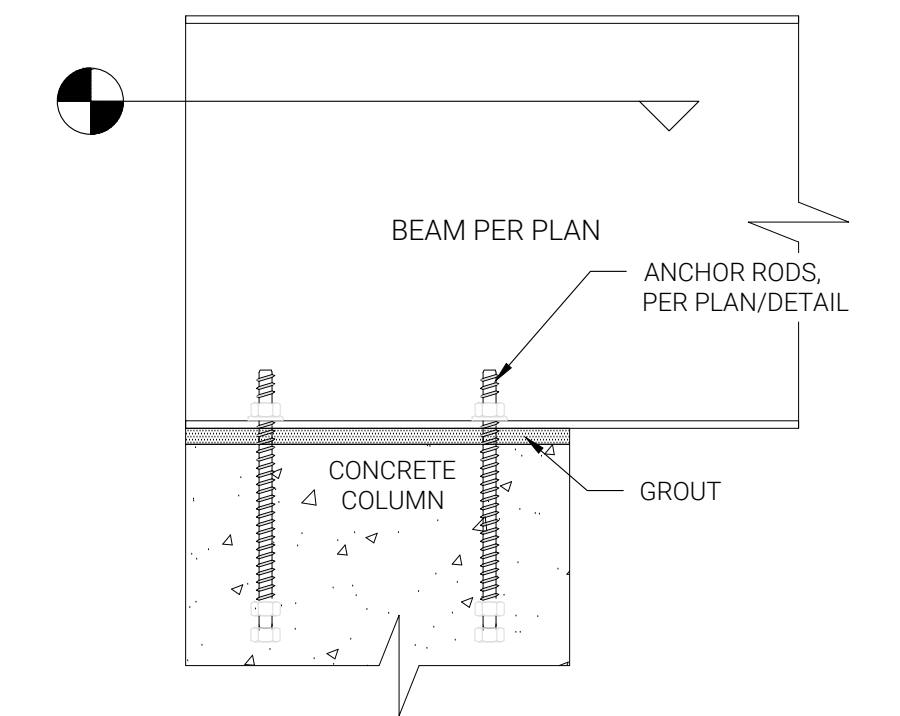 BEAM PER PLAN
ANCHOR RODS,
PER PLAN/DETAIL
CONCRETE
COLUMN
GROUT